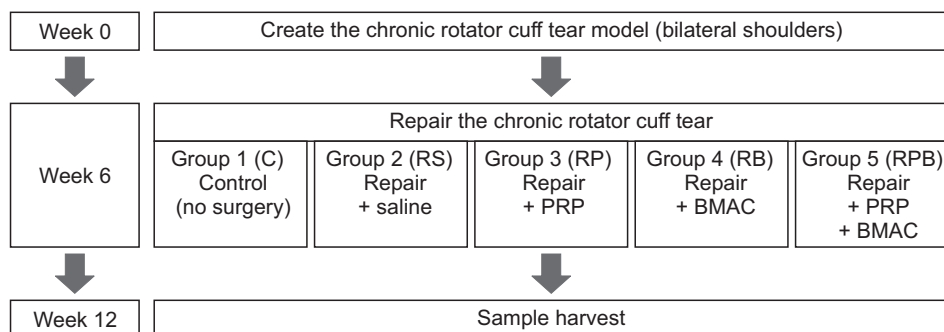 Week 0
Create the chronic rotator cuff tear model (bilateral shoulders)
Week 6
Repair the chronic rotator cuff tear
Group 1 (C)
Control
(no surgery)
Group 2 (RS)
Repair
+ saline
Group 3 (RP)
Repair
+ PRP
Group 4 (RB)
Repair
+ BMAC
Group 5 (RPB)
Repair
+ PRP
+ BMAC
Week 12
Sample harvest